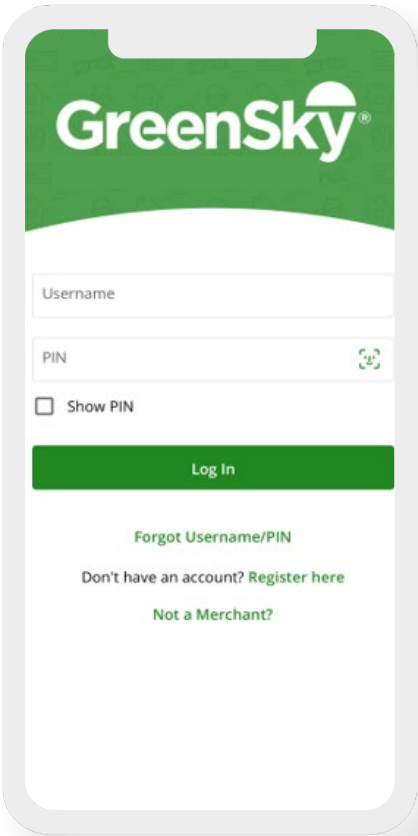 GreenSky®
Username
PIN
Show PIN
Log In
Forgot Username/PIN
Don't have an account? Register here
Not a Merchant?